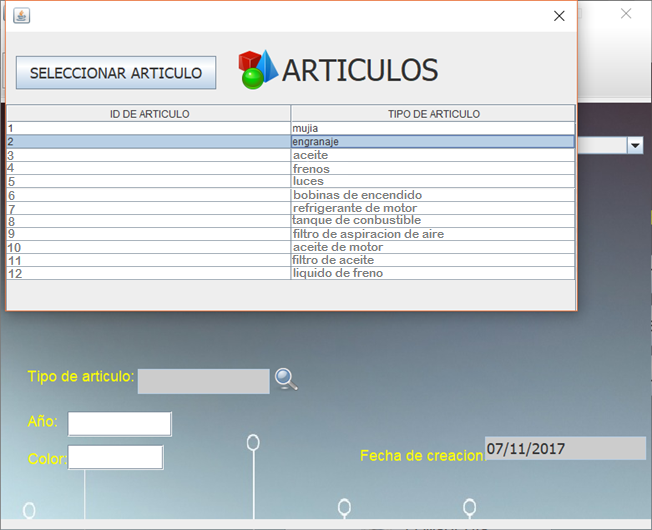 SELECCIONAR ARTICULO
ARTICULOS
ID DE ARTICULO TIPO DE ARTICULO
1 mujia
2 engranaje
3 aceite
4 frenos
5 luces
6 bobinas de encendido
7 refrigerante de motor
8 tanque de conbustible
9 filtro de aspiracion de aire
10 aceite de motor
11 filtro de aceite
12 liquido de freno
Tipo de articulo:
Año:
Color:
Fecha de creacion: 07/11/2017